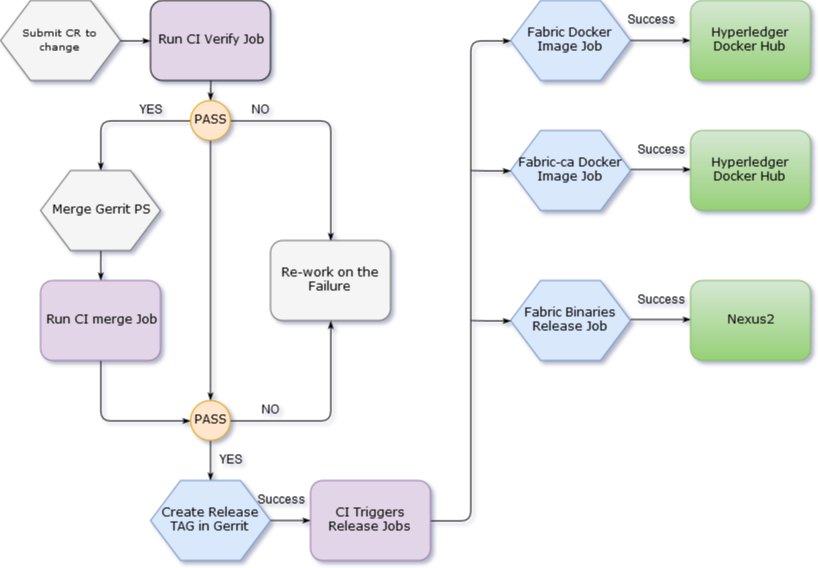 Submit CR to
change
Run CI Verify Job
YES
PASS
NO
Merge Gerrit PS
Re-work on the
Failure
Run CI merge Job
PASS
NO
YES
Create Release
TAG in Gerrit
Success
CI Triggers
Release Jobs
Fabric Docker
Image Job
Success
Hyperledger
Docker Hub
Fabric-ca Docker
Image Job
Success
Hyperledger
Docker Hub
Fabric Binaries
Release Job
Success
Nexus2